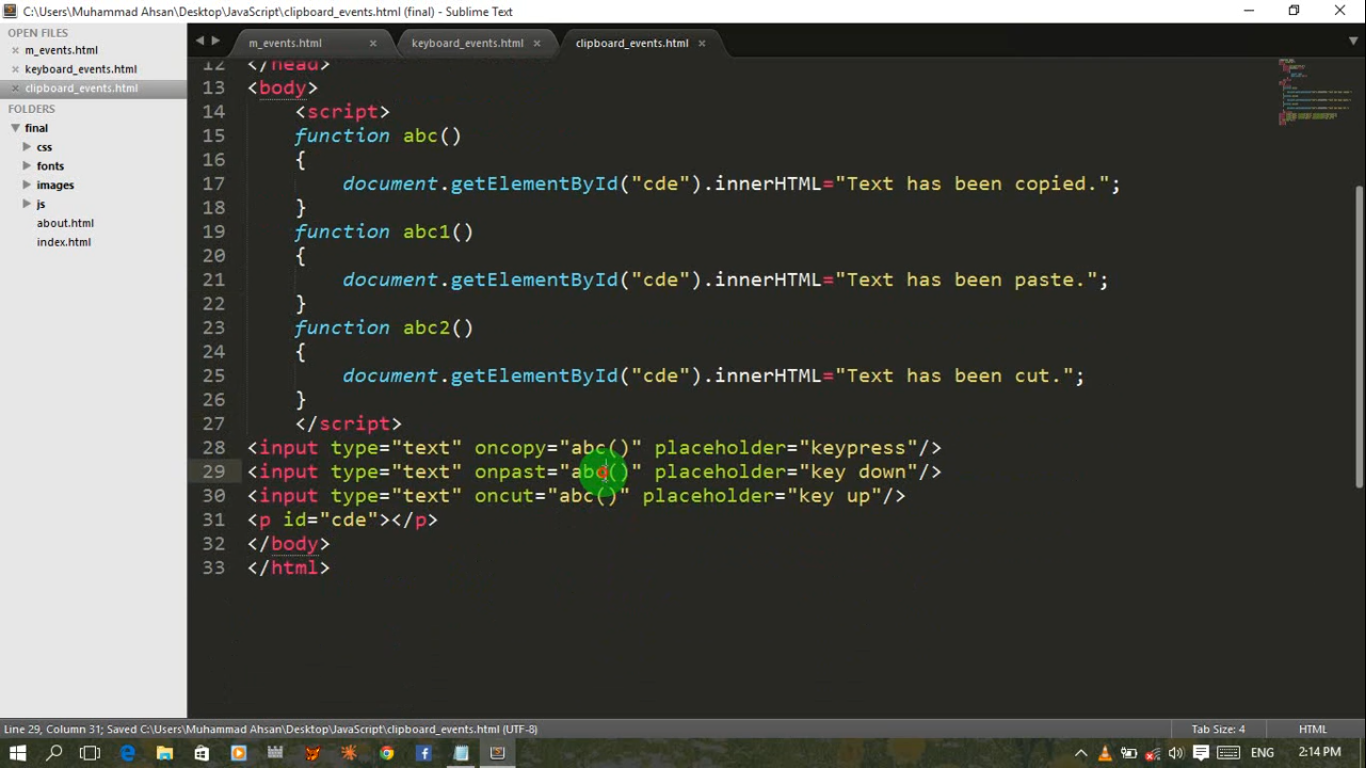 C:\Users\Muhammad Ahsan\Desktop\JavaScript\clipboard_events.html (final) - Sublime Text
OPEN FILES
m_events.html
keyboard_events.html
clipboard_events.html
FOLDERS
final
css
fonts
images
js
about.html
index.html
m_events.html
keyboard_events.html
clipboard_events.html
12 </head>
13 <body>
14 <script>
15 function abc()
16 {
17 document.getElementById("cde").innerHTML="Text has been copied.";
18 }
19 function abc1()
20 {
21 document.getElementById("cde").innerHTML="Text has been paste.";
22 }
23 function abc2()
24 {
25 document.getElementById("cde").innerHTML="Text has been cut.";
26 }
27 </script>
28 <input type="text" oncopy="abc()" placeholder="keypress"/>
29 <input type="text" onpast="abc()" placeholder="key down"/>
30 <input type="text" oncut="abc()" placeholder="key up"/>
31 <p id="cde"></p>
32 </body>
33 </html>
Line 29, Column 31; Saved C:\Users\Muhammad Ahsan\Desktop\JavaScript\clipboard_events.html (UTF-8)
Tab Size: 4
HTML
ENG
2:14 PM